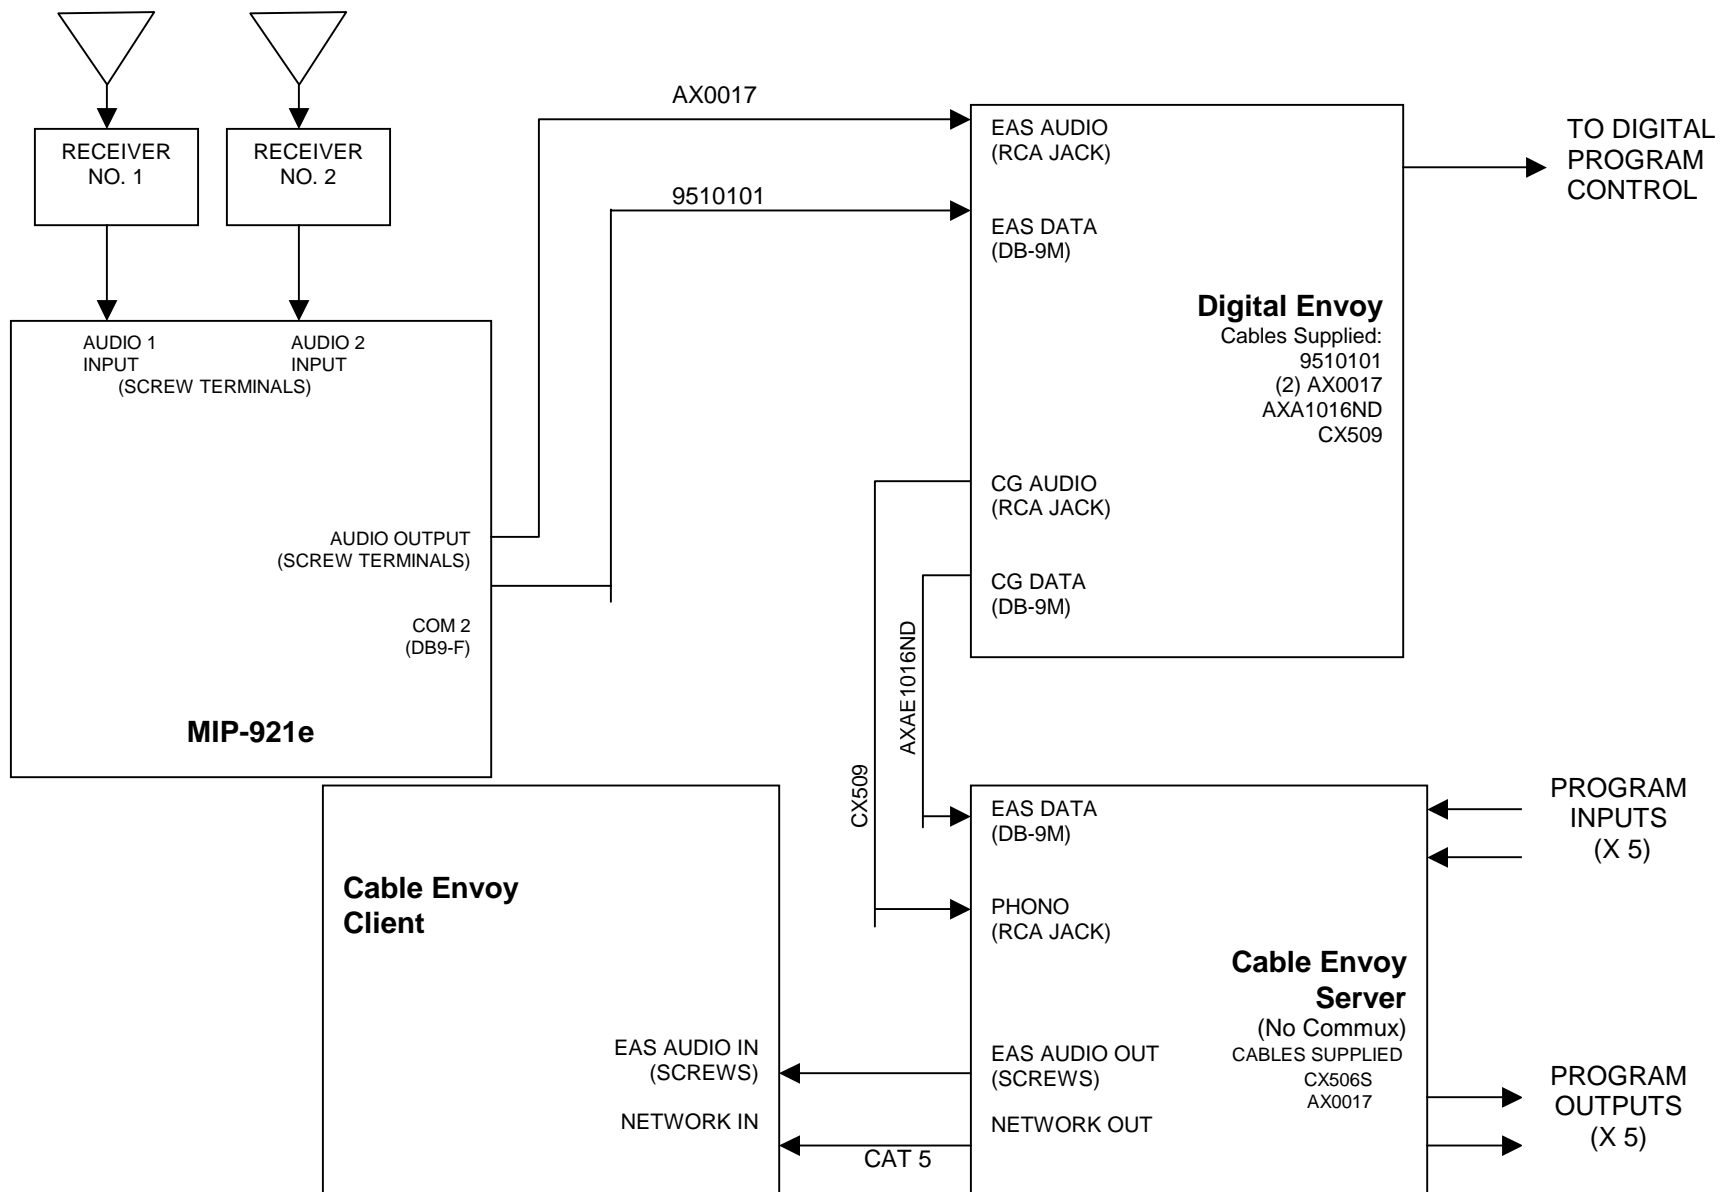 RECEIVER
NO. 1
RECEIVER
NO. 2
AUDIO 1
INPUT
AUDIO 2
INPUT
(SCREW TERMINALS)
AUDIO OUTPUT
(SCREW TERMINALS)
COM 2
(DB9-F)
MIP-921e
AX0017
9510101
EAS AUDIO
(RCA JACK)
EAS DATA
(DB-9M)
Digital Envoy
Cables Supplied:
9510101
(2) AX0017
AXA1016ND
CX509
CG AUDIO
(RCA JACK)
CG DATA
(DB-9M)
TO DIGITAL
PROGRAM
CONTROL
AXAE1016ND
CX509
Cable Envoy
Client
EAS AUDIO IN
(SCREWS)
NETWORK IN
CAT 5
EAS DATA
(DB-9M)
PHONO
(RCA JACK)
Cable Envoy
Server
(No Commux)
CABLES SUPPLIED
CX506S
AX0017
EAS AUDIO OUT
(SCREWS)
NETWORK OUT
PROGRAM
INPUTS
(X 5)
PROGRAM
OUTPUTS
(X 5)